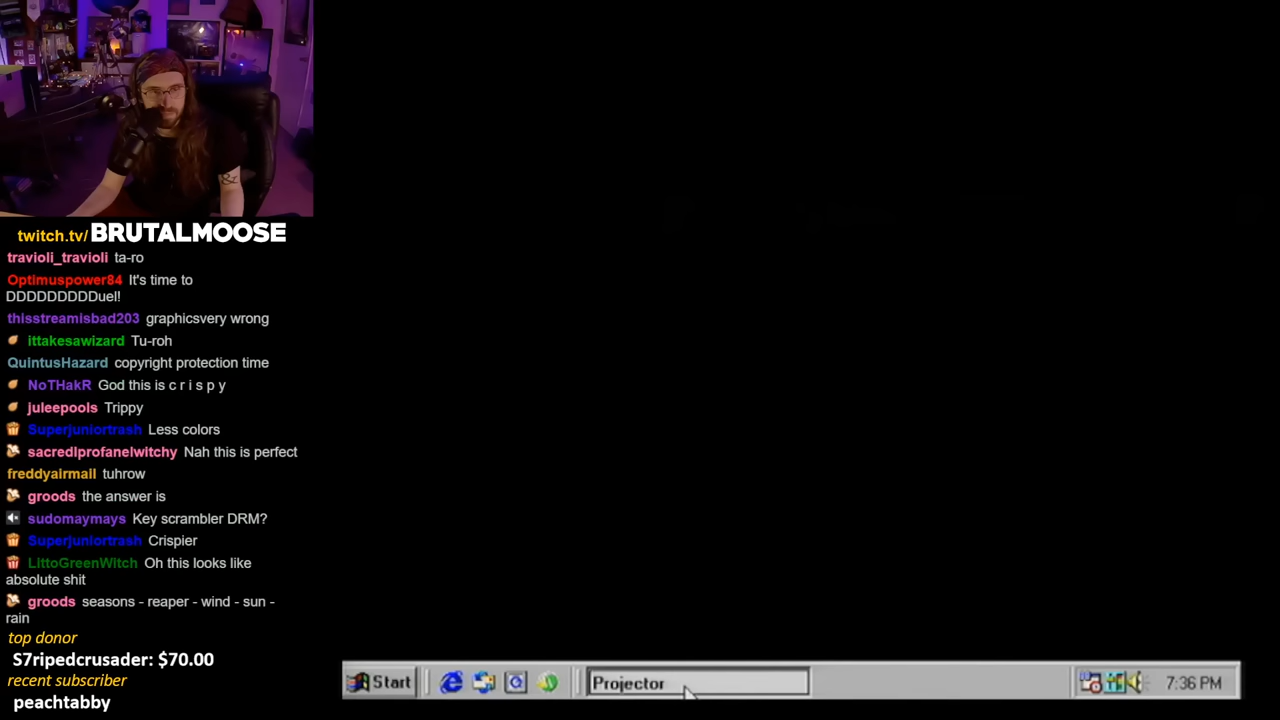 twitch.tv/BRUTALMOOSE
travioli_travioli ta-ro
Optimuspower84 It's time to
DDDDDDDDDuel!
thisstreamisbad203 graphicsvery wrong
ittakesawizard Tu-roh
QuintusHazard copyright protection time
NoTHakR God this is c r i s p y
juleepools Trippy
Superjuniortrash Less colors
sacredlprofanelwitchy Nah this is perfect
freddyairmail tuhrow
groods the answer is
sudomaymays Key scrambler DRM?
Superjuniortrash Crispier
LittoGreenWitch Oh this looks like
absolute shit
groods seasons - reaper - wind - sun -
rain
top donor
S7ripedcrusader: $70.00
recent subscriber
peachtabby
Start
Projector
7:36 PM